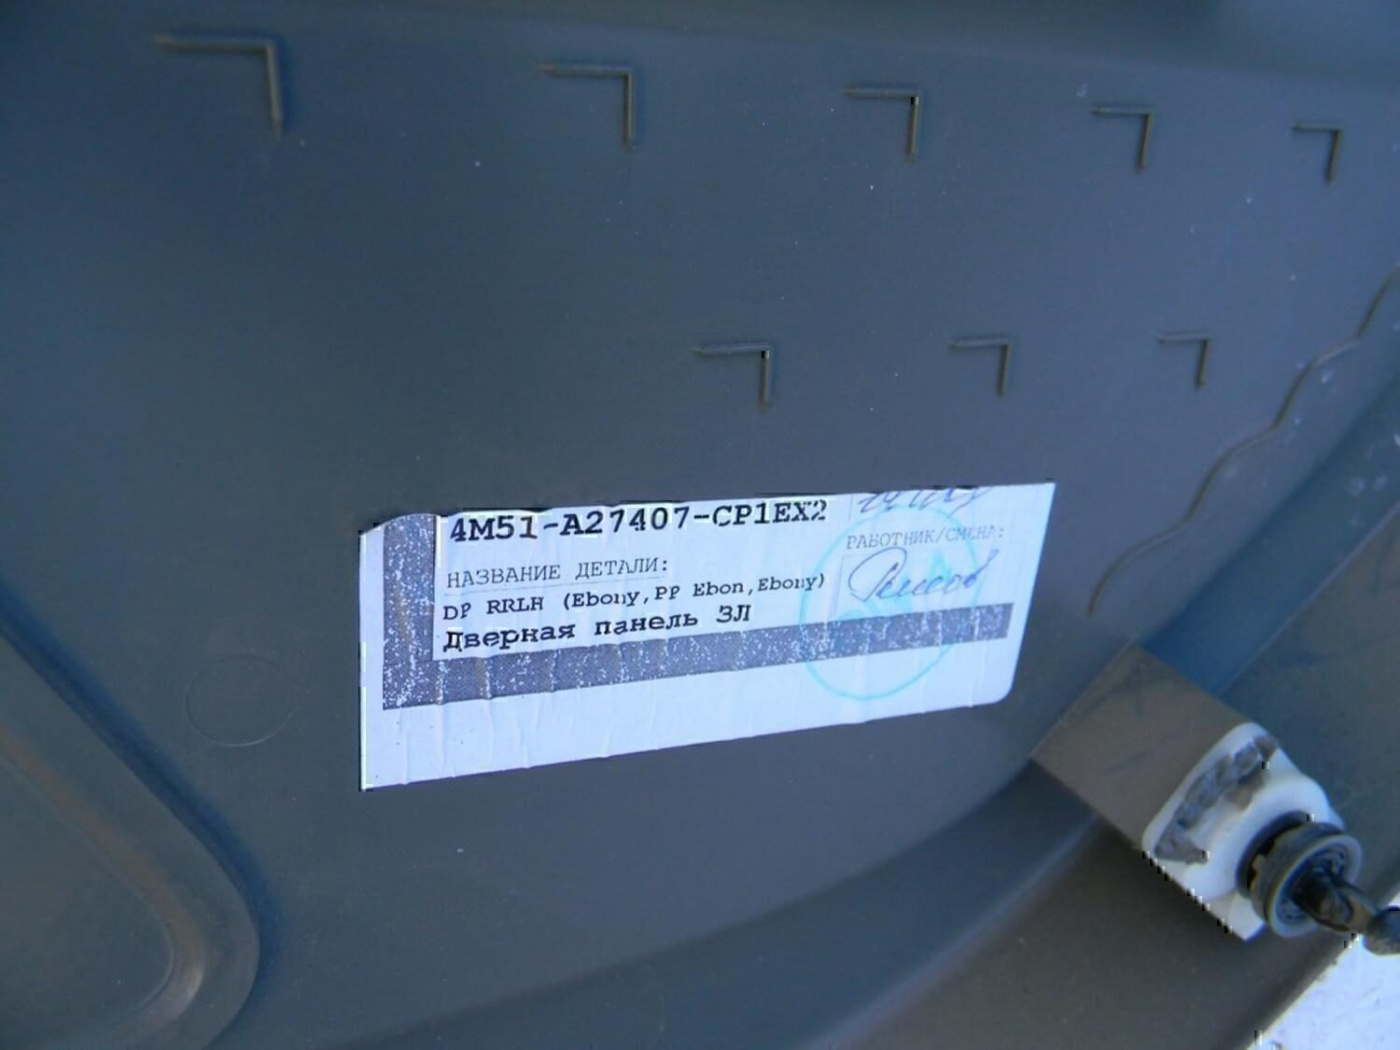 4M51-A27407-CP1EX2
РАБОТНИК/СМЕНА:
НАЗВАНИЕ ДЕТАЛИ:
DP RRLH (Ebony,PP Ebon,Ebony)
Дверная панель ЗЛ